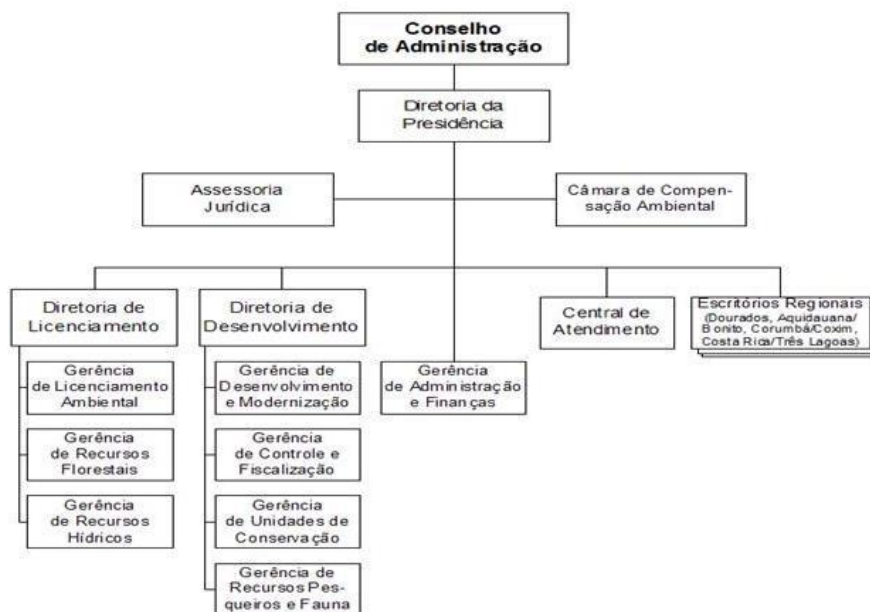 Conselho
de Administração
Diretoria da
Presidência
Assessoria
Jurídica
Câmara de Compen-
sação Ambiental
Diretoria de
Licenciamento
Diretoria de
Desenvolvimento
Central de
Atendimento
Escritórios Regionais
(Dourados, Aquidauana/
Bonito, Corumbá/Coxim,
Costa Rica/Três Lagoas)
Gerência
de Licenciamento
Ambiental
Gerência de
Desenvolvimento
e Modernização
Gerência
de Administração
e Finanças
Gerência
de Recursos
Florestais
Gerência
de Controle e
Fiscalização
Gerência
de Recursos
Hídricos
Gerência
de Unidades de
Conservação
Gerência de
Recursos Pes-
queiros e Fauna